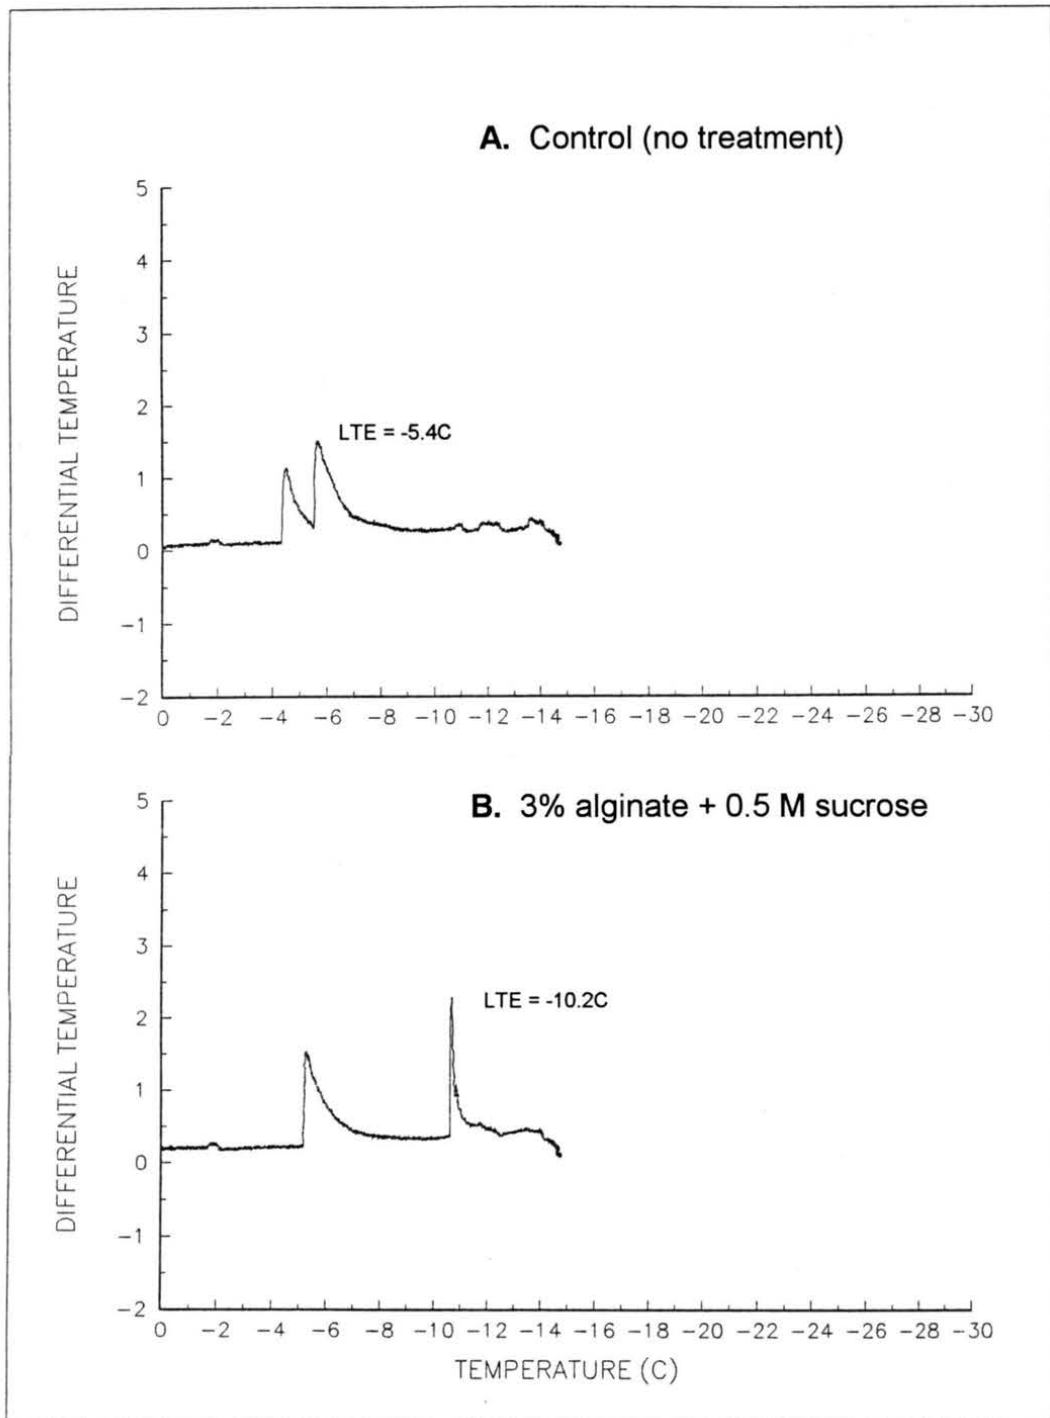 A. Control (no treatment)
5
4
3
2
1
0
−1
−2
DIFFERENTIAL TEMPERATURE
LTE = -5.4C
0 −2 −4 −6 −8 −10 −12 −14 −16 −18 −20 −22 −24 −26 −28 −30
B. 3% alginate + 0.5 M sucrose
5
4
3
2
1
0
−1
−2
DIFFERENTIAL TEMPERATURE
LTE = -10.2C
0 −2 −4 −6 −8 −10 −12 −14 −16 −18 −20 −22 −24 −26 −28 −30
TEMPERATURE (C)